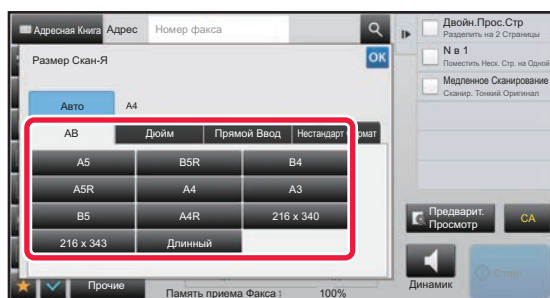 Адресная Книга Адрес Номер факса
Размер Скан-Я OK
Авто A4
AB Дюйм Прямой Ввод Нестандарт Формат
A5 B5R B4
A5R A4 A3
B5 A4R 216 x 340
216 x 343 Длинный
Прочие
Память приема Факса 100%
Двойн.Прос.Стр
Разделить на 2 Страницы
N в 1
Поместить Неск. Стр. на Одной
Медленное Сканирование
Сканир. Тонкий Оригинал
Предварит.
Просмотр
CA
Динамик
Старт